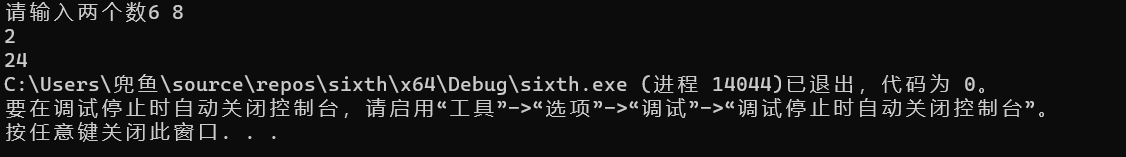 请输入两个数6 8
2
24
C:\Users\兜鱼\source\repos\sixth\x64\Debug\sixth.exe (进程 14044)已退出，代码为 0。
要在调试停止时自动关闭控制台，请启用“工具”->“选项”->“调试”->“调试停止时自动关闭控制台”。
按任意键关闭此窗口. . .